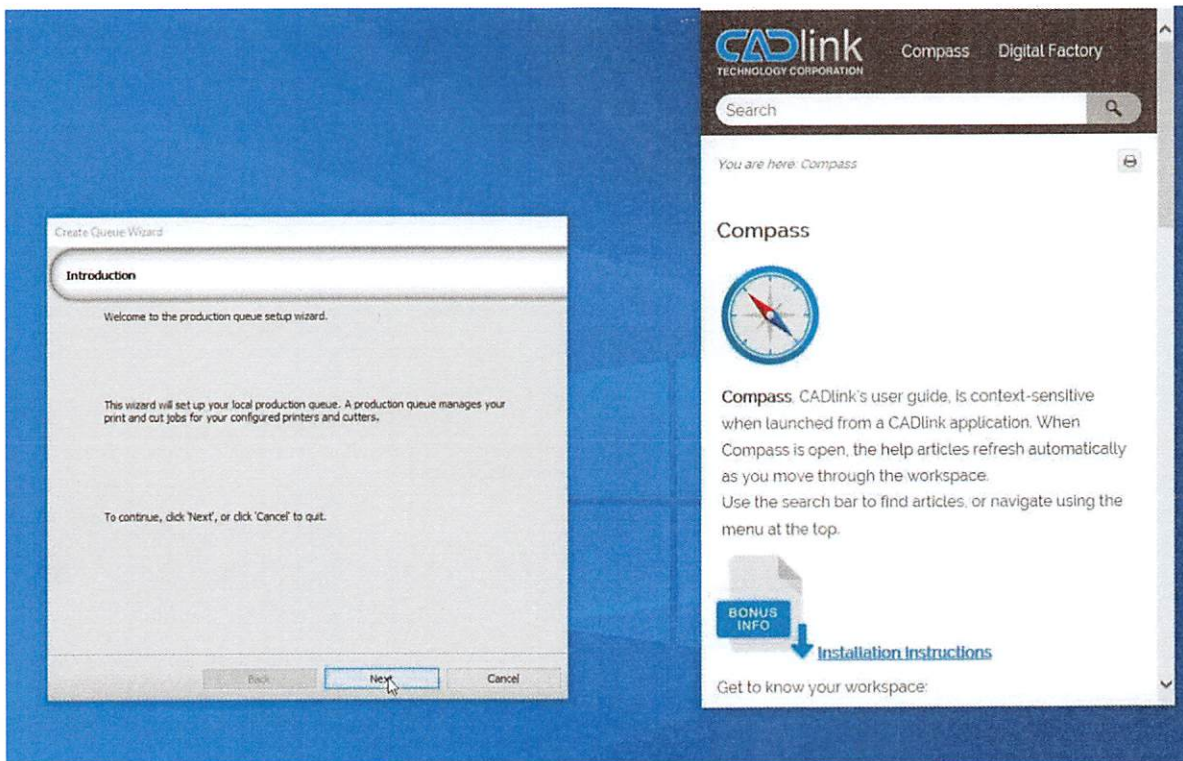 Create Queue Wizard
Introduction
Welcome to the production queue setup wizard.
This wizard will set up your local production queue. A production queue manages your
print and cut jobs for your configured printers and cutters.
To continue, click 'Next', or click 'Cancel' to quit.
Back
Next
Cancel
CADlink
TECHNOLOGY CORPORATION
Compass
Digital Factory
Search
You are here: Compass
Compass
Compass, CADlink's user guide, is context-sensitive
when launched from a CADlink application. When
Compass is open, the help articles refresh automatically
as you move through the workspace.
Use the search bar to find articles, or navigate using the
menu at the top.
BONUS
INFO
Installation Instructions
Get to know your workspace: